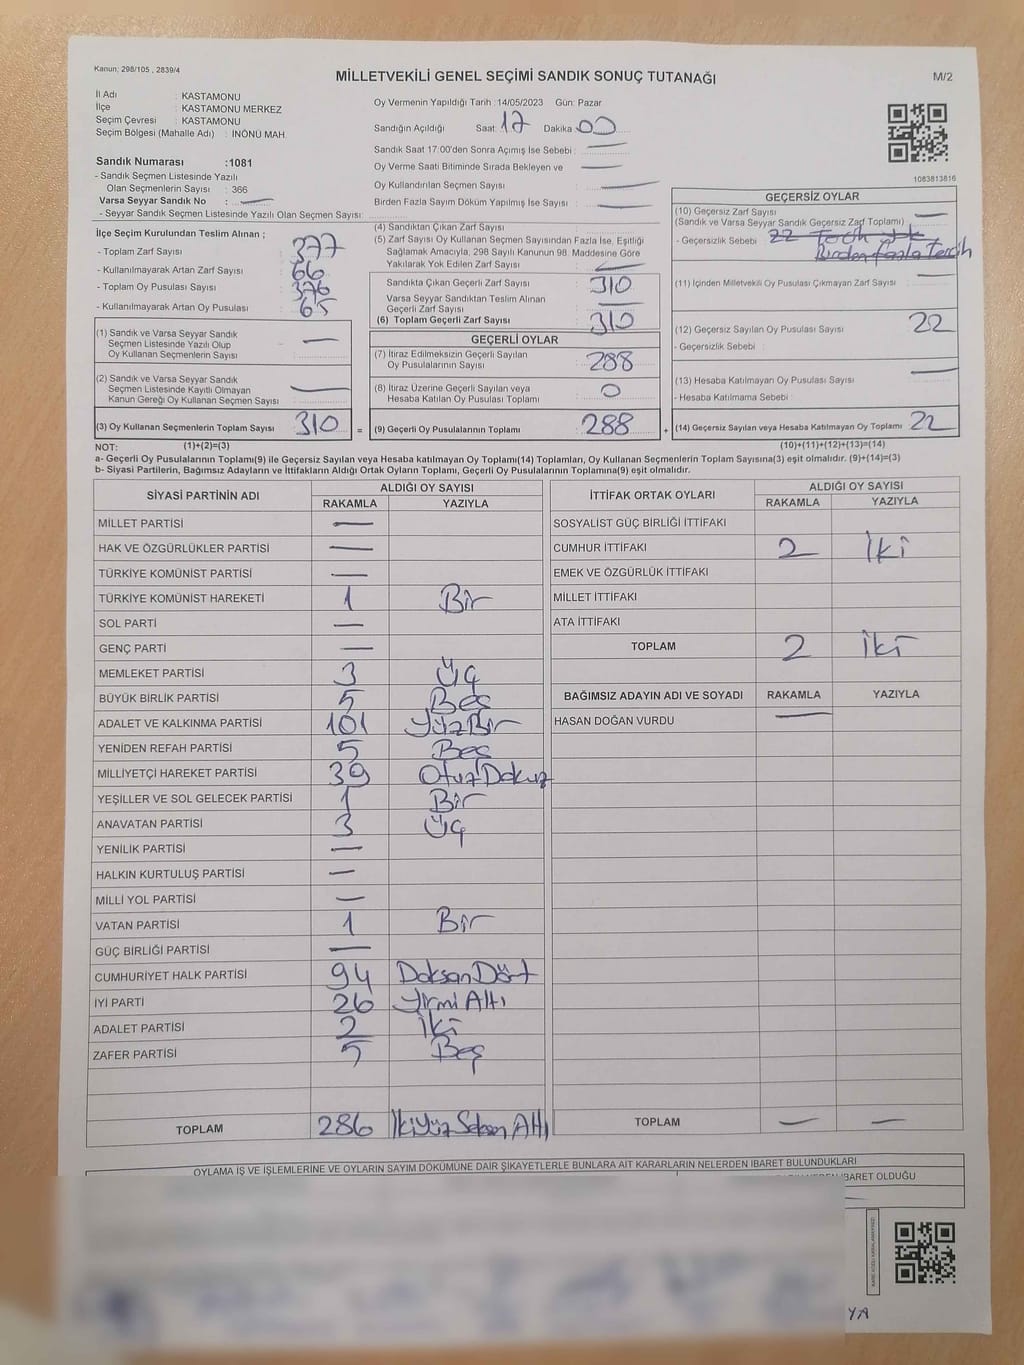 Kanun; 298/105 , 2839/4
MİLLETVEKİLİ GENEL SEÇİMİ SANDIK SONUÇ TUTANAĞI
M/2
İl Adı : KASTAMONU
İlçe : KASTAMONU MERKEZ
Seçim Çevresi : KASTAMONU
Seçim Bölgesi (Mahalle Adı) : İNÖNÜ MAH.
Sandık Numarası :1081
- Sandık Seçmen Listesinde Yazılı
Olan Seçmenlerin Sayısı : 366
Varsa Seyyar Sandık No : —
- Seyyar Sandık Seçmen Listesinde Yazılı Olan Seçmen Sayısı:
Oy Vermenin Yapıldığı Tarih :14/05/2023 Gün: Pazar
Sandığın Açıldığı Saat: 17 Dakika 00
Sandık Saat 17:00'den Sonra Açımış İse Sebebi : —
Oy Verme Saati Bitiminde Sırada Bekleyen ve —
Oy Kullandırılan Seçmen Sayısı : —
Birden Fazla Sayım Döküm Yapılmış İse Sayısı : —
1083813816
İlçe Seçim Kurulundan Teslim Alınan ;
- Toplam Zarf Sayısı : 377
- Kullanılmayarak Artan Zarf Sayısı : 66
- Toplam Oy Pusulası Sayısı : 376
- Kullanılmayarak Artan Oy Pusulası : 65
(1) Sandık ve Varsa Seyyar Sandık
Seçmen Listesinde Yazılı Olup
Oy Kullanan Seçmenlerin Sayısı : —
(2) Sandık ve Varsa Seyyar Sandık
Seçmen Listesinde Kayıtlı Olmayan
Kanun Gereği Oy Kullanan Seçmen Sayısı : —
(3) Oy Kullanan Seçmenlerin Toplam Sayısı : 310 =
(4) Sandıktan Çıkan Zarf Sayısı :
(5) Zarf Sayısı Oy Kullanan Seçmen Sayısından Fazla İse, Eşitliği
Sağlamak Amacıyla, 298 Sayılı Kanunun 98. Maddesine Göre
Yakılarak Yok Edilen Zarf Sayısı : —
Sandıkta Çıkan Geçerli Zarf Sayısı : 310
Varsa Seyyar Sandıktan Teslim Alınan
Geçerli Zarf Sayısı : —
(6) Toplam Geçerli Zarf Sayısı : 310
GEÇERLİ OYLAR
(7) İtiraz Edilmeksizin Geçerli Sayılan
Oy Pusulalarının Sayısı : 288
(8) İtiraz Üzerine Geçerli Sayılan veya
Hesaba Katılan Oy Pusulası Toplamı : 0
(9) Geçerli Oy Pusulalarının Toplamı : 288 +
GEÇERSİZ OYLAR
(10) Geçersiz Zarf Sayısı : —
(Sandık ve Varsa Seyyar Sandık Geçersiz Zarf Toplamı)
- Geçersizlik Sebebi : 22
Birden fazla Tercih
(11) İçinden Milletvekili Oy Pusulası Çıkmayan Zarf Sayısı : —
(12) Geçersiz Sayılan Oy Pusulası Sayısı : 22
- Geçersizlik Sebebi :
(13) Hesaba Katılmayan Oy Pusulası Sayısı : —
- Hesaba Katılmama Sebebi :
(14) Geçersiz Sayılan veya Hesaba Katılmayan Oy Toplamı : 22
NOT: (1)+(2)=(3) (10)+(11)+(12)+(13)=(14)
a- Geçerli Oy Pusulalarının Toplamı(9) ile Geçersiz Sayılan veya Hesaba katılmayan Oy Toplamı(14) Toplamları, Oy Kullanan Seçmenlerin Toplam Sayısına(3) eşit olmalıdır. (9)+(14)=(3)
b- Siyasi Partilerin, Bağımsız Adayların ve İttifakların Aldığı Ortak Oyların Toplamı, Geçerli Oy Pusulalarının Toplamına(9) eşit olmalıdır.
SİYASİ PARTİNİN ADI ALDIĞI OY SAYISI
RAKAMLA YAZIYLA
MİLLET PARTİSİ —
HAK VE ÖZGÜRLÜKLER PARTİSİ —
TÜRKİYE KOMÜNİST PARTİSİ —
TÜRKİYE KOMÜNİST HAREKETİ 1 Bir
SOL PARTİ —
GENÇ PARTİ —
MEMLEKET PARTİSİ 3 Üç
BÜYÜK BİRLİK PARTİSİ 5 Beş
ADALET VE KALKINMA PARTİSİ 101 YüzBir
YENİDEN REFAH PARTİSİ 5 Beş
MİLLİYETÇİ HAREKET PARTİSİ 39 OtuzDokuz
YEŞİLLER VE SOL GELECEK PARTİSİ 1 Bir
ANAVATAN PARTİSİ 3 Üç
YENİLİK PARTİSİ —
HALKIN KURTULUŞ PARTİSİ —
MİLLİ YOL PARTİSİ —
VATAN PARTİSİ 1 Bir
GÜÇ BİRLİĞİ PARTİSİ —
CUMHURİYET HALK PARTİSİ 94 DoksanDört
İYİ PARTİ 26 Yirmi Altı
ADALET PARTİSİ 2 İki
ZAFER PARTİSİ 5 Beş
TOPLAM 286 İkiyüz Seksen Altı
İTTİFAK ORTAK OYLARI ALDIĞI OY SAYISI
RAKAMLA YAZIYLA
SOSYALİST GÜÇ BİRLİĞİ İTTİFAKI
CUMHUR İTTİFAKI 2 İki
EMEK VE ÖZGÜRLÜK İTTİFAKI
MİLLET İTTİFAKI
ATA İTTİFAKI
TOPLAM 2 İki
BAĞIMSIZ ADAYIN ADI VE SOYADI RAKAMLA YAZIYLA
HASAN DOĞAN VURDU —
TOPLAM — —
OYLAMA İŞ VE İŞLEMLERİNE VE OYLARIN SAYIM DÖKÜMÜNE DAİR ŞİKAYETLERLE BUNLARA AİT KARARLARIN NELERDEN İBARET BULUNDUKLARI
İBARET OLDUĞU
YA